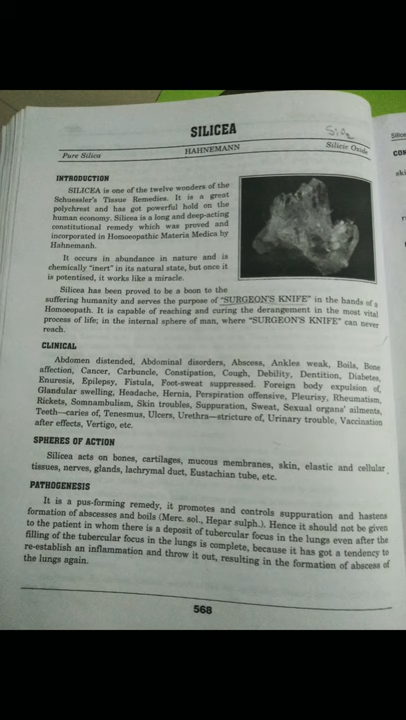 SILICEA
SiO2
Pure Silica
HAHNEMANN
Silicic Oxide
INTRODUCTION
SILICEA is one of the twelve wonders of the
Schuessler's Tissue Remedies. It is a great
polychrest and has got powerful hold on the
human economy. Silicea is a long and deep-acting
constitutional remedy which was proved and
incorporated in Homoeopathic Materia Medica by
Hahnemanh.
It occurs in abundance in nature and is
chemically "inert" in its natural state, but once it
is potentised, it works like a miracle.
Silicea has been proved to be a boon to the
suffering humanity and serves the purpose of "SURGEON'S KNIFE" in the hands of a
Homoeopath. It is capable of reaching and curing the derangement in the most vital
process of life; in the internal sphere of man, where "SURGEON'S KNIFE" can never
reach.
CLINICAL
Abdomen distended, Abdominal disorders, Abscess, Ankles weak, Boils, Bone
affection, Cancer, Carbuncle, Constipation, Cough, Debility, Dentition, Diabetes,
Enuresis, Epilepsy, Fistula, Foot-sweat suppressed. Foreign body expulsion of,
Glandular swelling, Headache, Hernia, Perspiration offensive, Pleurisy, Rheumatism,
Rickets, Somnambulism, Skin troubles, Suppuration, Sweat, Sexual organs' ailments,
Teeth—caries of, Tenesmus, Ulcers, Urethra—stricture of, Urinary trouble, Vaccination
after effects, Vertigo, etc.
SPHERES OF ACTION
Silicea acts on bones, cartilages, mucous membranes, skin, elastic and cellular
tissues, nerves, glands, lachrymal duct, Eustachian tube, etc.
PATHOGENESIS
It is a pus-forming remedy, it promotes and controls suppuration and hastens
formation of abscesses and boils (Merc. sol., Hepar sulph.). Hence it should not be given
to the patient in whom there is a deposit of tubercular focus in the lungs even after the
filling of the tubercular focus in the lungs is complete, because it has got a tendency to
re-establish an inflammation and throw it out, resulting in the formation of abscess of
the lungs again.
568
Silice
CON
ski